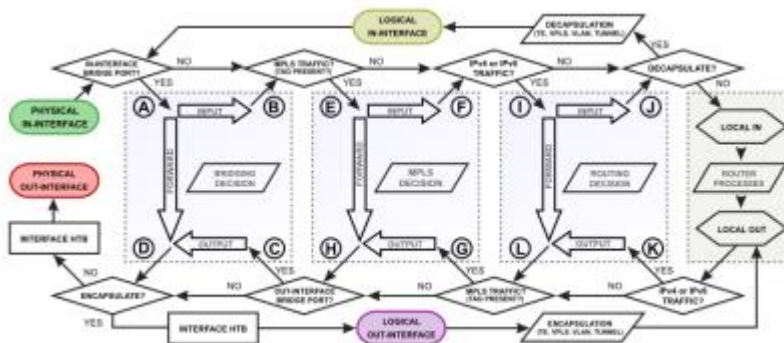 LOGICAL
IN-INTERFACE
DECAPSULATION
(TE, VPLS, VLAN, TUNNEL)
IN-INTERFACE
BRIDGE PORT?
NO
MPLS TRAFFIC?
(TAG PRESENT?)
NO
IPv4 or IPv6
TRAFFIC?
NO
DECAPSULATE?
YES
YES
YES
YES
NO
PHYSICAL
IN-INTERFACE
A
INPUT
B
E
INPUT
F
I
INPUT
J
LOCAL IN
PHYSICAL
OUT-INTERFACE
FORWARD
BRIDGING
DECISION
FORWARD
MPLS
DECISION
FORWARD
ROUTING
DECISION
ROUTER
PROCESSES
INTERFACE HTB
D
OUTPUT
C
H
OUTPUT
G
L
OUTPUT
K
LOCAL OUT
NO
YES
YES
YES
ENCAPSULATE?
NO
OUT-INTERFACE
BRIDGE PORT?
NO
MPLS TRAFFIC?
(TAG PRESENT?)
NO
IPv4 or IPv6
TRAFFIC?
YES
INTERFACE HTB
LOGICAL
OUT-INTERFACE
ENCAPSULATION
(TE, VPLS, VLAN, TUNNEL)